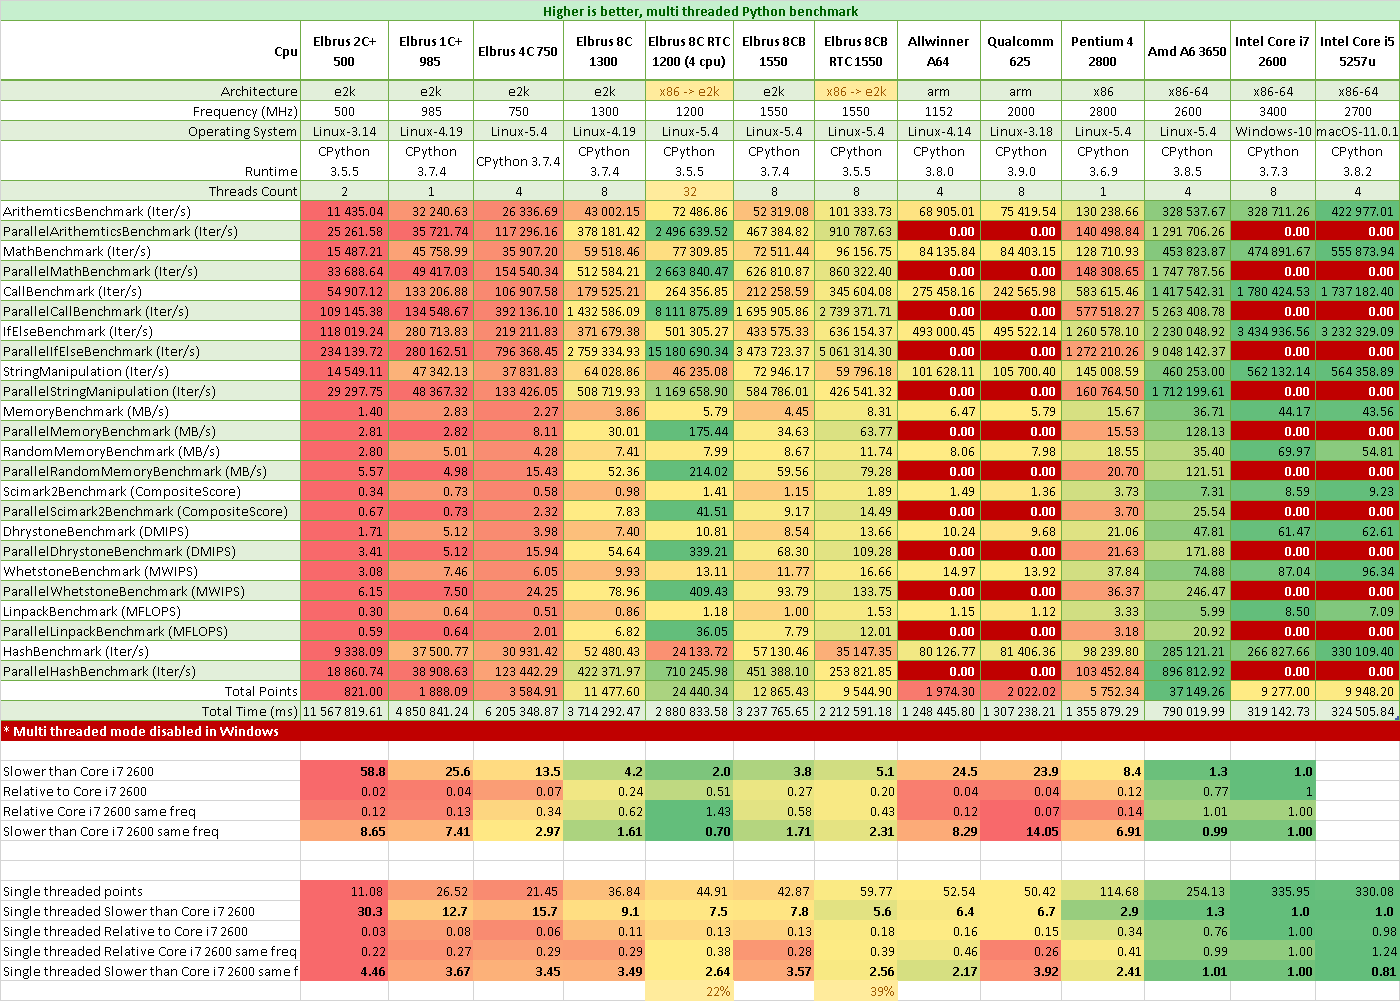 Higher is better, multi threaded Python benchmark
Cpu Elbrus 2C+ 500 Elbrus 1C+ 985 Elbrus 4C 750 Elbrus 8C 1300 Elbrus 8C RTC 1200 (4 cpu) Elbrus 8CB 1550 Elbrus 8CB RTC 1550 Allwinner A64 Qualcomm 625 Pentium 4 2800 Amd A6 3650 Intel Core i7 2600 Intel Core i5 5257u
Architecture e2k e2k e2k e2k x86 -> e2k e2k x86 -> e2k arm arm x86 x86-64 x86-64 x86-64
Frequency (MHz) 500 985 750 1300 1200 1550 1550 1152 2000 2800 2600 3400 2700
Operating System Linux-3.14 Linux-4.19 Linux-5.4 Linux-4.19 Linux-5.4 Linux-5.4 Linux-5.4 Linux-4.14 Linux-3.18 Linux-5.4 Linux-5.4 Windows-10 macOS-11.0.1
Runtime CPython 3.5.5 CPython 3.7.4 CPython 3.7.4 CPython 3.7.4 CPython 3.5.5 CPython 3.7.4 CPython 3.5.5 CPython 3.8.0 CPython 3.9.0 CPython 3.6.9 CPython 3.8.5 CPython 3.7.3 CPython 3.8.2
Threads Count 2 1 4 8 32 8 8 4 8 1 4 8 4
ArithemticsBenchmark (Iter/s) 11 435.04 32 240.63 26 336.69 43 002.15 72 486.86 52 319.08 101 333.73 68 905.01 75 419.54 130 238.66 328 537.67 328 711.26 422 977.01
ParallelArithemticsBenchmark (Iter/s) 25 261.58 35 721.74 117 296.16 378 181.42 2 496 639.52 467 384.82 910 787.63 0.00 0.00 140 498.84 1 291 706.26 0.00 0.00
MathBenchmark (Iter/s) 15 487.21 45 758.99 35 907.20 59 518.46 77 309.85 72 511.44 96 156.75 84 135.84 84 403.15 128 710.93 453 823.87 474 891.67 555 873.94
ParallelMathBenchmark (Iter/s) 33 688.64 49 417.03 154 540.34 512 584.21 2 663 840.47 626 810.87 860 322.40 0.00 0.00 148 308.65 1 747 787.56 0.00 0.00
CallBenchmark (Iter/s) 54 907.12 133 206.88 106 907.58 179 525.21 264 356.85 212 258.59 345 604.08 275 458.16 242 565.98 583 615.46 1 417 542.31 1 780 424.53 1 737 182.40
ParallelCallBenchmark (Iter/s) 109 145.38 134 548.67 392 136.10 1 432 586.09 8 111 875.89 1 695 905.86 2 739 371.71 0.00 0.00 577 518.27 5 263 408.78 0.00 0.00
IfElseBenchmark (Iter/s) 118 019.24 280 713.83 219 211.83 371 679.38 501 305.27 433 575.33 636 154.37 493 000.45 495 522.14 1 260 578.10 2 230 048.92 3 434 936.56 3 232 329.09
ParallelIfElseBenchmark (Iter/s) 234 139.72 280 162.51 796 368.45 2 759 334.93 15 180 690.34 3 473 723.37 5 061 314.30 0.00 0.00 1 272 210.26 9 048 142.37 0.00 0.00
StringManipulation (Iter/s) 14 549.11 47 342.13 37 831.83 64 028.86 46 235.08 72 946.17 59 796.18 101 628.11 105 700.40 145 008.59 460 253.00 562 132.14 564 358.89
ParallelStringManipulation (Iter/s) 29 297.75 48 367.32 133 426.05 508 719.93 1 169 658.90 584 786.01 426 541.32 0.00 0.00 160 764.50 1 712 199.61 0.00 0.00
MemoryBenchmark (MB/s) 1.40 2.83 2.27 3.86 5.79 4.45 8.31 6.47 5.79 15.67 36.71 44.17 43.56
ParallelMemoryBenchmark (MB/s) 2.81 2.82 8.11 30.01 175.44 34.63 63.77 0.00 0.00 15.53 128.13 0.00 0.00
RandomMemoryBenchmark (MB/s) 2.80 5.01 4.28 7.41 7.99 8.67 11.74 8.06 7.98 18.55 35.40 69.97 54.81
ParallelRandomMemoryBenchmark (MB/s) 5.57 4.98 15.43 52.36 214.02 59.56 79.28 0.00 0.00 20.70 121.51 0.00 0.00
Scimark2Benchmark (CompositeScore) 0.34 0.73 0.58 0.98 1.41 1.15 1.89 1.49 1.36 3.73 7.31 8.59 9.23
ParallelScimark2Benchmark (CompositeScore) 0.67 0.73 2.32 7.83 41.51 9.17 14.49 0.00 0.00 3.70 25.54 0.00 0.00
DhrystoneBenchmark (DMIPS) 1.71 5.12 3.98 7.40 10.81 8.54 13.66 10.24 9.68 21.06 47.81 61.47 62.61
ParallelDhrystoneBenchmark (DMIPS) 3.41 5.12 15.94 54.64 339.21 68.30 109.28 0.00 0.00 21.63 171.88 0.00 0.00
WhetstoneBenchmark (MWIPS) 3.08 7.46 6.05 9.93 13.11 11.77 16.66 14.97 13.92 37.84 74.88 87.04 96.34
ParallelWhetstoneBenchmark (MWIPS) 6.15 7.50 24.25 78.96 409.43 93.79 133.75 0.00 0.00 36.37 246.47 0.00 0.00
LinpackBenchmark (MFLOPS) 0.30 0.64 0.51 0.86 1.18 1.00 1.53 1.15 1.12 3.33 5.99 8.50 7.09
ParallelLinpackBenchmark (MFLOPS) 0.59 0.64 2.01 6.82 36.05 7.79 12.01 0.00 0.00 3.18 20.92 0.00 0.00
HashBenchmark (Iter/s) 9 338.09 37 500.77 30 931.42 52 480.43 24 133.72 57 130.46 35 147.35 80 126.77 81 406.36 98 239.80 285 121.21 266 827.66 330 109.40
ParallelHashBenchmark (Iter/s) 18 860.74 38 908.63 123 442.29 422 371.97 710 245.98 451 388.10 253 821.85 0.00 0.00 103 452.84 896 812.92 0.00 0.00
Total Points 821.00 1 888.09 3 584.91 11 477.60 24 440.34 12 865.43 9 544.90 1 974.30 2 022.02 5 752.34 37 149.26 9 277.00 9 948.20
Total Time (ms) 11 567 819.61 4 850 841.24 6 205 348.87 3 714 292.47 2 880 833.58 3 237 765.65 2 212 591.18 1 248 445.80 1 307 238.21 1 355 879.29 790 019.99 319 142.73 324 505.84
* Multi threaded mode disabled in Windows
Slower than Core i7 2600 58.8 25.6 13.5 4.2 2.0 3.8 5.1 24.5 23.9 8.4 1.3 1.0
Relative to Core i7 2600 0.02 0.04 0.07 0.24 0.51 0.27 0.20 0.04 0.04 0.12 0.77 1
Relative Core i7 2600 same freq 0.12 0.13 0.34 0.62 1.43 0.58 0.43 0.12 0.07 0.14 1.01 1.00
Slower than Core i7 2600 same freq 8.65 7.41 2.97 1.61 0.70 1.71 2.31 8.29 14.05 6.91 0.99 1.00
Single threaded points 11.08 26.52 21.45 36.84 44.91 42.87 59.77 52.54 50.42 114.68 254.13 335.95 330.08
Single threaded Slower than Core i7 2600 30.3 12.7 15.7 9.1 7.5 7.8 5.6 6.4 6.7 2.9 1.3 1.0 1.0
Single threaded Relative to Core i7 2600 0.03 0.08 0.06 0.11 0.13 0.13 0.18 0.16 0.15 0.34 0.76 1.00 0.98
Single threaded Relative Core i7 2600 same freq 0.22 0.27 0.29 0.29 0.38 0.28 0.39 0.46 0.26 0.41 0.99 1.00 1.24
Single threaded Slower than Core i7 2600 same f 4.46 3.67 3.45 3.49 2.64 3.57 2.56 2.17 3.92 2.41 1.01 1.00 0.81
22% 39%